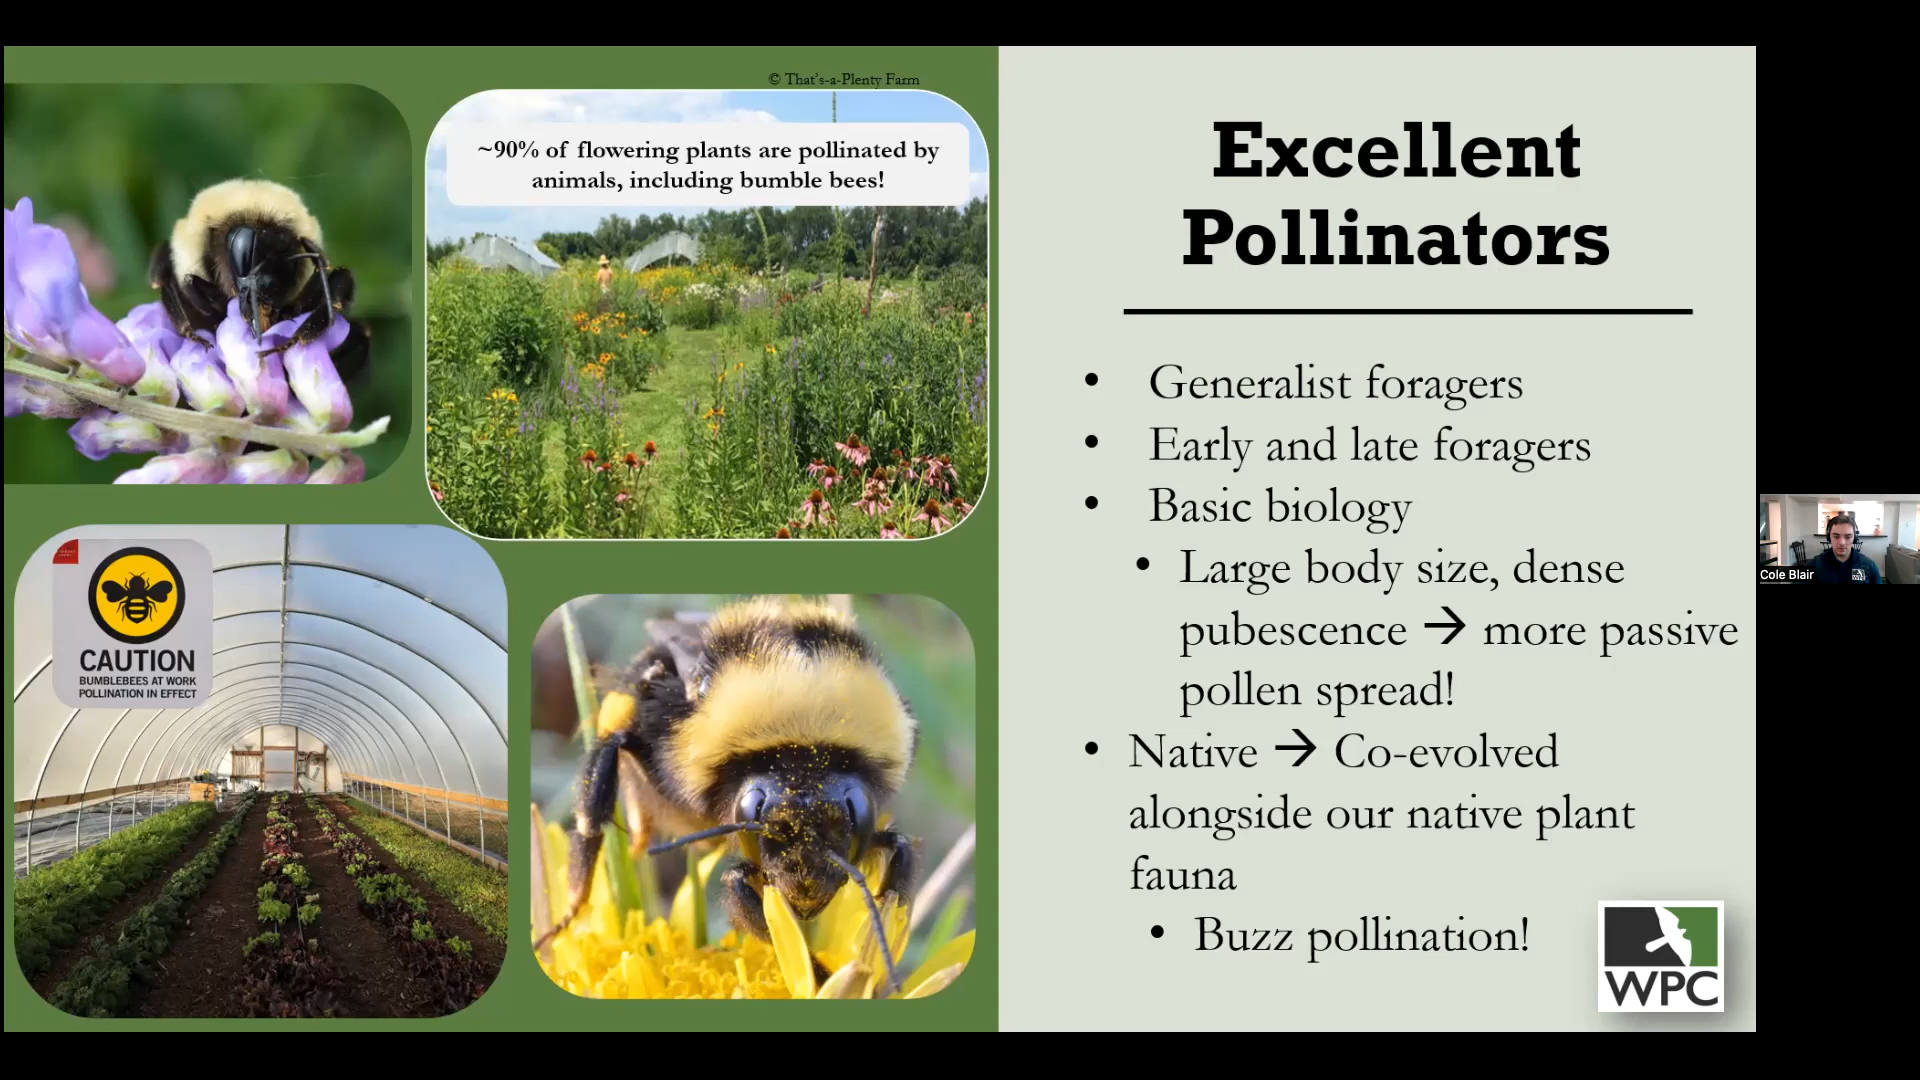 © That's-a-Plenty Farm
~90% of flowering plants are pollinated by
animals, including bumble bees!
CAUTION
BUMBLEBEES AT WORK
POLLINATION IN EFFECT
Excellent
Pollinators
• Generalist foragers
• Early and late foragers
• Basic biology
• Large body size, dense
pubescence → more passive
pollen spread!
• Native → Co-evolved
alongside our native plant
fauna
• Buzz pollination!
WPC
Cole Blair